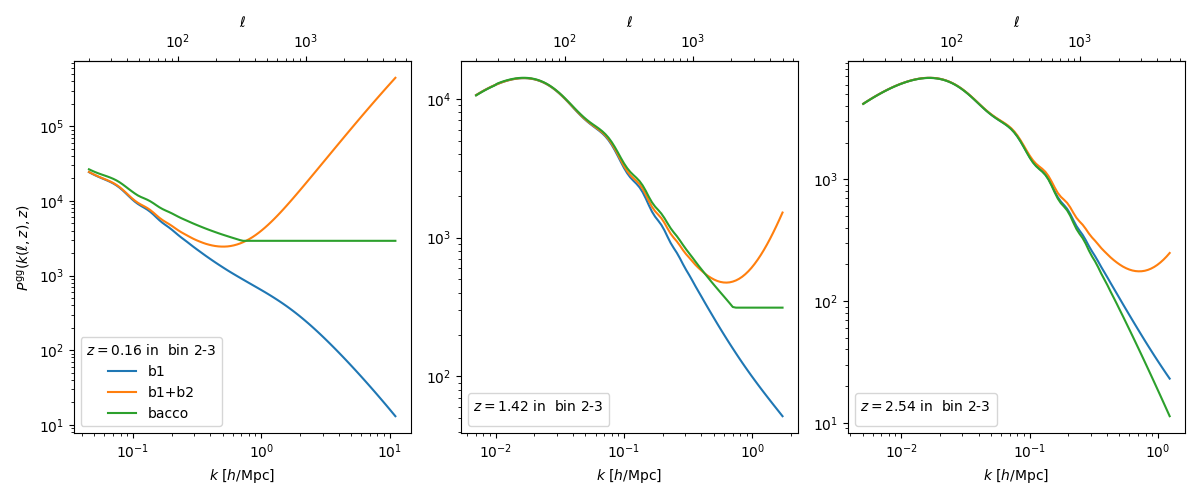 ℓ ℓ ℓ
10² 10³ 10² 10³ 10² 10³
10⁵
10⁴
10³
10²
10¹
P^gg(k(ℓ, z), z)
z = 0.16 in bin 2-3
b1
b1+b2
bacco
10⁻¹ 10⁰ 10¹
k [h/Mpc]
10⁴
10³
10²
z = 1.42 in bin 2-3
10⁻² 10⁻¹ 10⁰
k [h/Mpc]
10³
10²
10¹
z = 2.54 in bin 2-3
10⁻² 10⁻¹ 10⁰
k [h/Mpc]